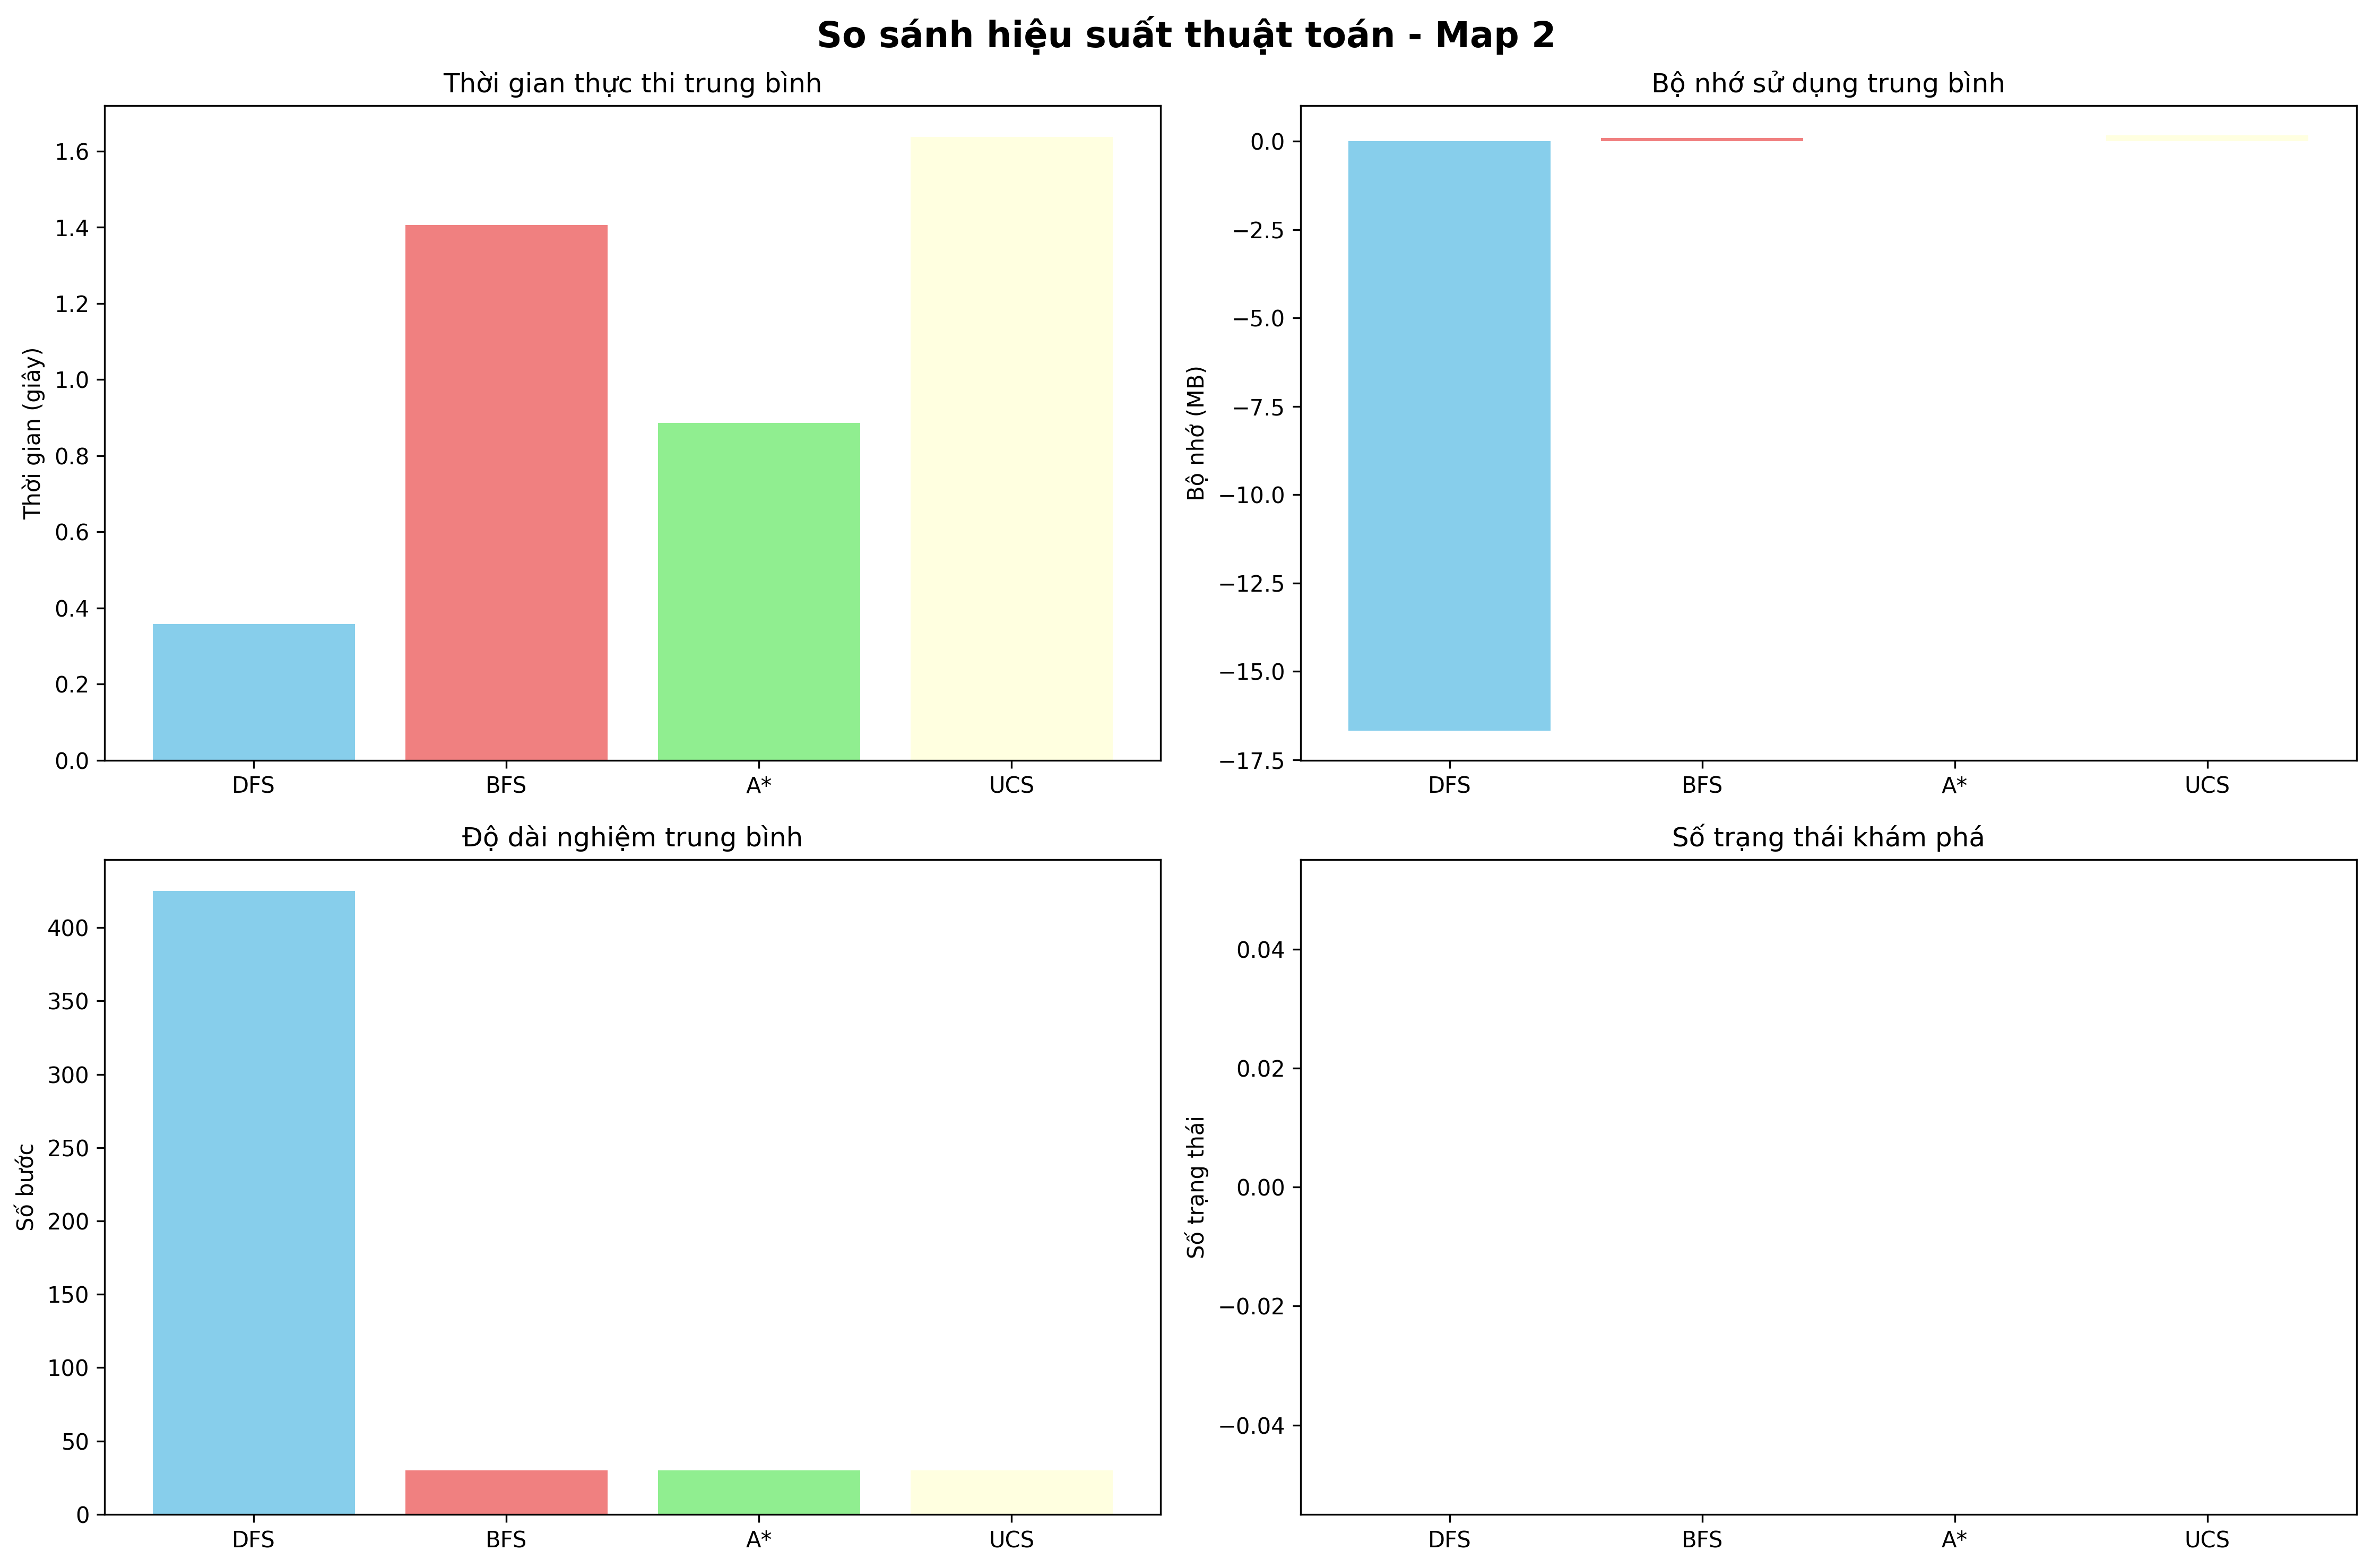 So sánh hiệu suất thuật toán - Map 2
Thời gian thực thi trung bình
Thời gian (giây)
1.6
1.4
1.2
1.0
0.8
0.6
0.4
0.2
0.0
DFS BFS A* UCS
Bộ nhớ sử dụng trung bình
Bộ nhớ (MB)
0.0
−2.5
−5.0
−7.5
−10.0
−12.5
−15.0
−17.5
DFS BFS A* UCS
Độ dài nghiệm trung bình
Số bước
400
350
300
250
200
150
100
50
0
DFS BFS A* UCS
Số trạng thái khám phá
Số trạng thái
0.04
0.02
0.00
−0.02
−0.04
DFS BFS A* UCS